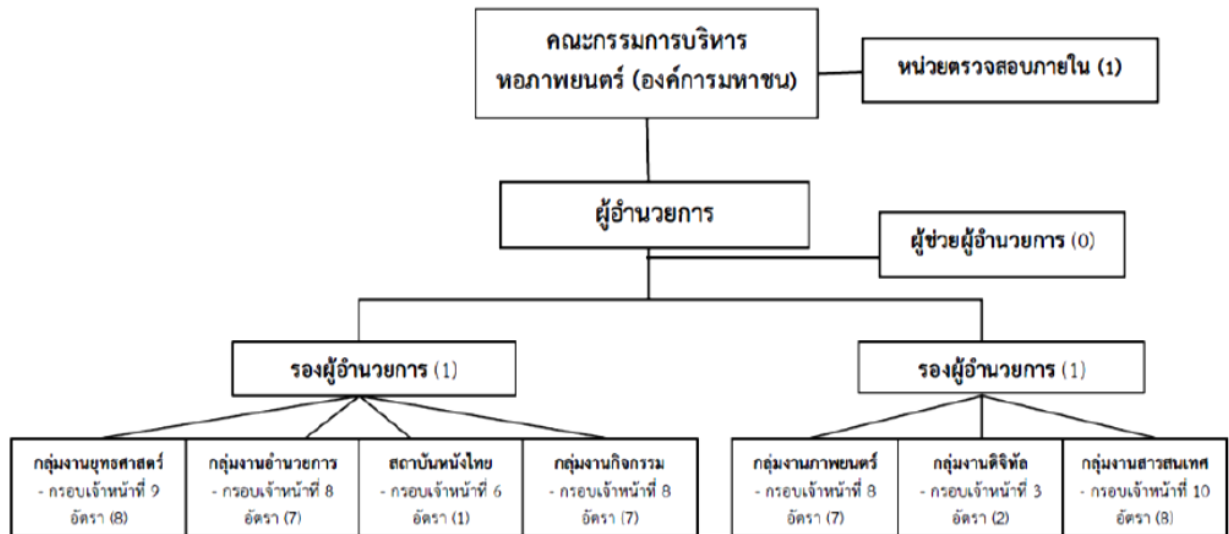 คณะกรรมการบริหาร
หอภาพยนตร์ (องค์การมหาชน)
หน่วยตรวจสอบภายใน (1)
ผู้อำนวยการ
ผู้ช่วยผู้อำนวยการ (0)
รองผู้อำนวยการ (1)
รองผู้อำนวยการ (1)
กลุ่มงานยุทธศาสตร์
- กรอบเจ้าหน้าที่ 9
อัตรา (8)
กลุ่มงานอำนวยการ
- กรอบเจ้าหน้าที่ 8
อัตรา (7)
สถาบันหนังไทย
- กรอบเจ้าหน้าที่ 6
อัตรา (1)
กลุ่มงานกิจกรรม
- กรอบเจ้าหน้าที่ 8
อัตรา (7)
กลุ่มงานภาพยนตร์
- กรอบเจ้าหน้าที่ 8
อัตรา (7)
กลุ่มงานดิจิทัล
- กรอบเจ้าหน้าที่ 3
อัตรา (2)
กลุ่มงานสารสนเทศ
- กรอบเจ้าหน้าที่ 10
อัตรา (8)